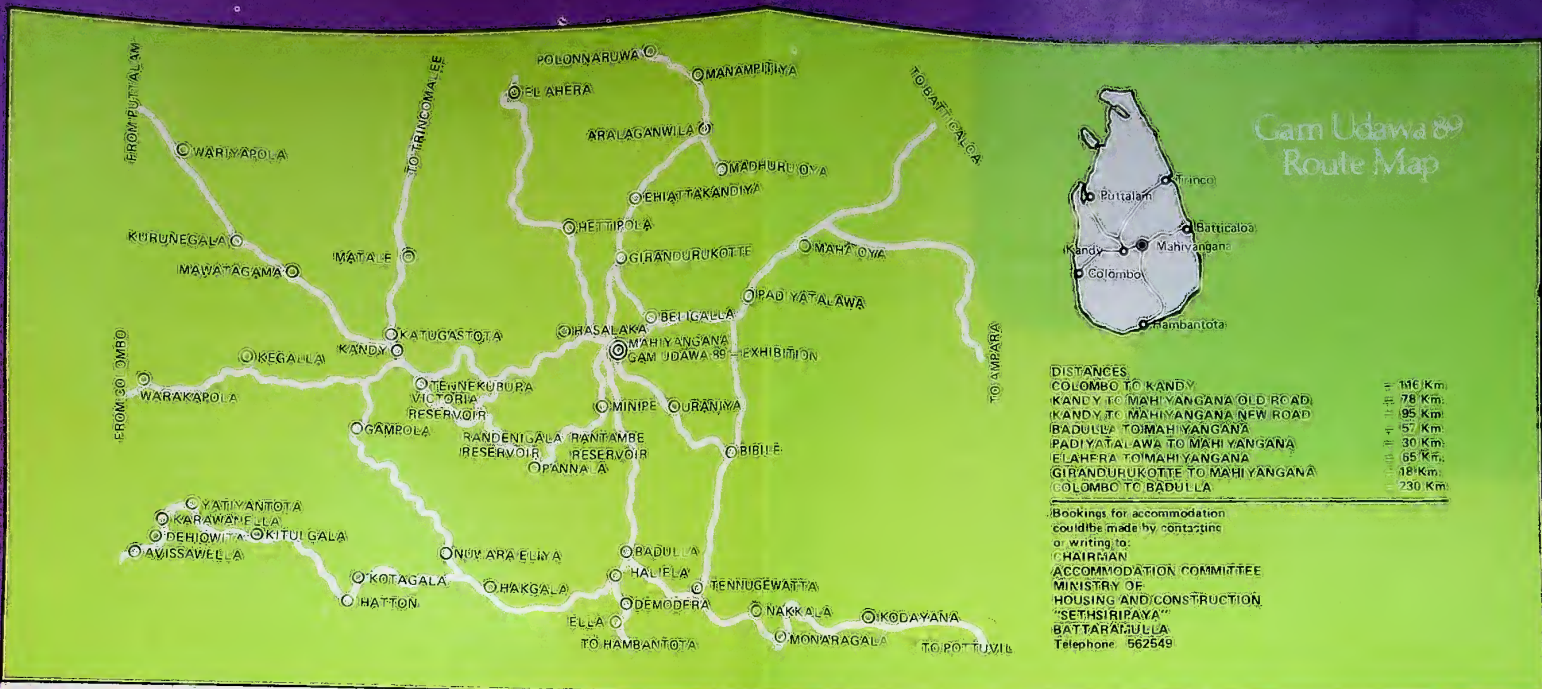 Gam Udawa 89
Route Map
FROM PUTTALAM
WARIYAPOLA
KURUNEGALA
MAWATAGAMA
TO TRINCOMALEE
MATALE
KATUGASTOTA
KANDY
FROM COLOMBO
KEGALLA
WARAKAPOLA
EL AHERA
HETTIPOLA
POLONNARUWA
MANAMPITIYA
ARALAGANWILA
MADHURU OYA
EHIATTAKANDIYA
GIRANDURUKOTTE
TO BATTICALOA
MAHA OYA
PADIYATALAWA
BELIGALLA
HASALAKA
MAHIYANGANA
GAM UDAWA 89 - EXHIBITION
TO AMPARA
TENNEKUBURA
VICTORIA
RESERVOIR
RANDENIGALA
RESERVOIR
RANTAMBE
RESERVOIR
PANNALA
MINIPE
URANIYA
BIBILE
GAMPOLA
YATIYANTOTA
KARAWANELLA
DEHIOWITA
KITULGALA
AVISSAWELLA
KOTAGALA
HATTON
NUWARA ELIYA
HAKGALA
BADULLA
HALIELA
DEMODERA
ELLA
TO HAMBANTOTA
TENNUGEWATTA
NAKKALA
MONARAGALA
KODAYANA
TO POTTUVIL
Tirinco
Puttalam
Batticaloa
Kandy
Mahiyangana
Colombo
Hambantota
DISTANCES
COLOMBO TO KANDY = 116 Km.
KANDY TO MAHIYANGANA OLD ROAD = 78 Km.
KANDY TO MAHIYANGANA NEW ROAD = 95 Km.
BADULLA TO MAHIYANGANA = 57 Km.
PADIYATALAWA TO MAHIYANGANA = 30 Km.
ELAHERA TO MAHIYANGANA = 65 Km.
GIRANDURUKOTTE TO MAHIYANGANA = 18 Km.
COLOMBO TO BADULLA = 230 Km.
Bookings for accommodation
could be made by contacting
or writing to:
CHAIRMAN
ACCOMMODATION COMMITTEE
MINISTRY OF
HOUSING AND CONSTRUCTION
"SETHSIRIPAYA"
BATTARAMULLA
Telephone 562549